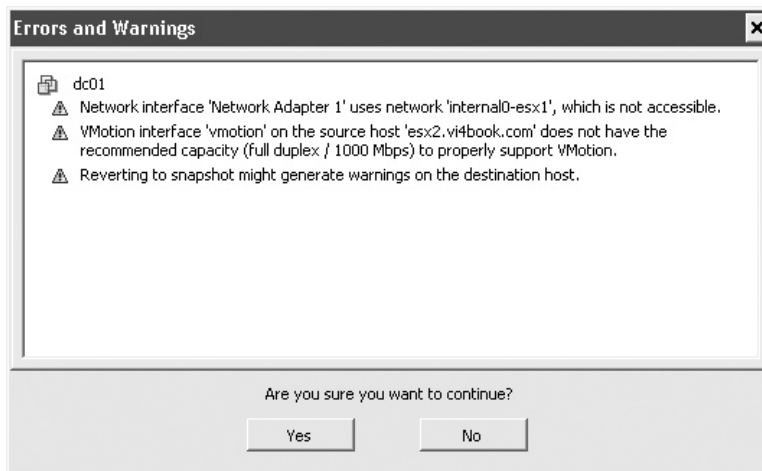 Errors and Warnings
dc01
Network interface 'Network Adapter 1' uses network 'internal0-esx1', which is not accessible.
VMotion interface 'vmotion' on the source host 'esx2.vi4book.com' does not have the
recommended capacity (full duplex / 1000 Mbps) to properly support VMotion.
Reverting to snapshot might generate warnings on the destination host.
Are you sure you want to continue?
Yes No